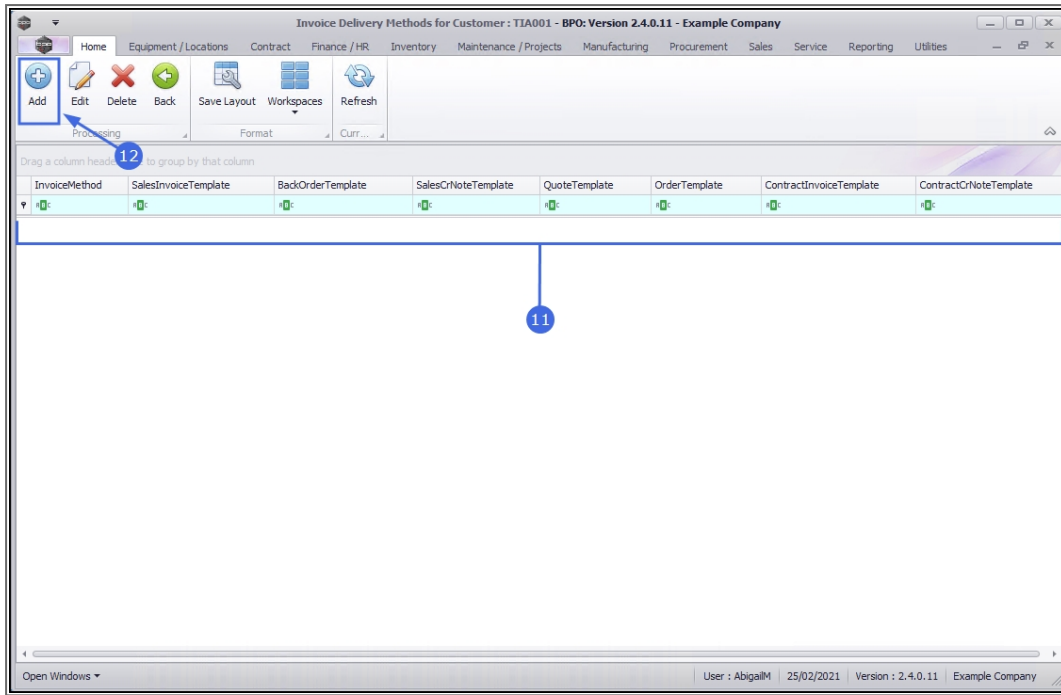 Invoice Delivery Methods for Customer : TIA001 - BPO: Version 2.4.0.11 - Example Company
Home Equipment / Locations Contract Finance / HR Inventory Maintenance / Projects Manufacturing Procurement Sales Service Reporting Utilities
Add Edit Delete Back Save Layout Workspaces Refresh
Processing Format Curr...
12
Drag a column heade to group by that column
InvoiceMethod SalesInvoiceTemplate BackOrderTemplate SalesCrNoteTemplate QuoteTemplate OrderTemplate ContractInvoiceTemplate ContractCrNoteTemplate
11
Open Windows User : AbigailM 25/02/2021 Version : 2.4.0.11 Example Company